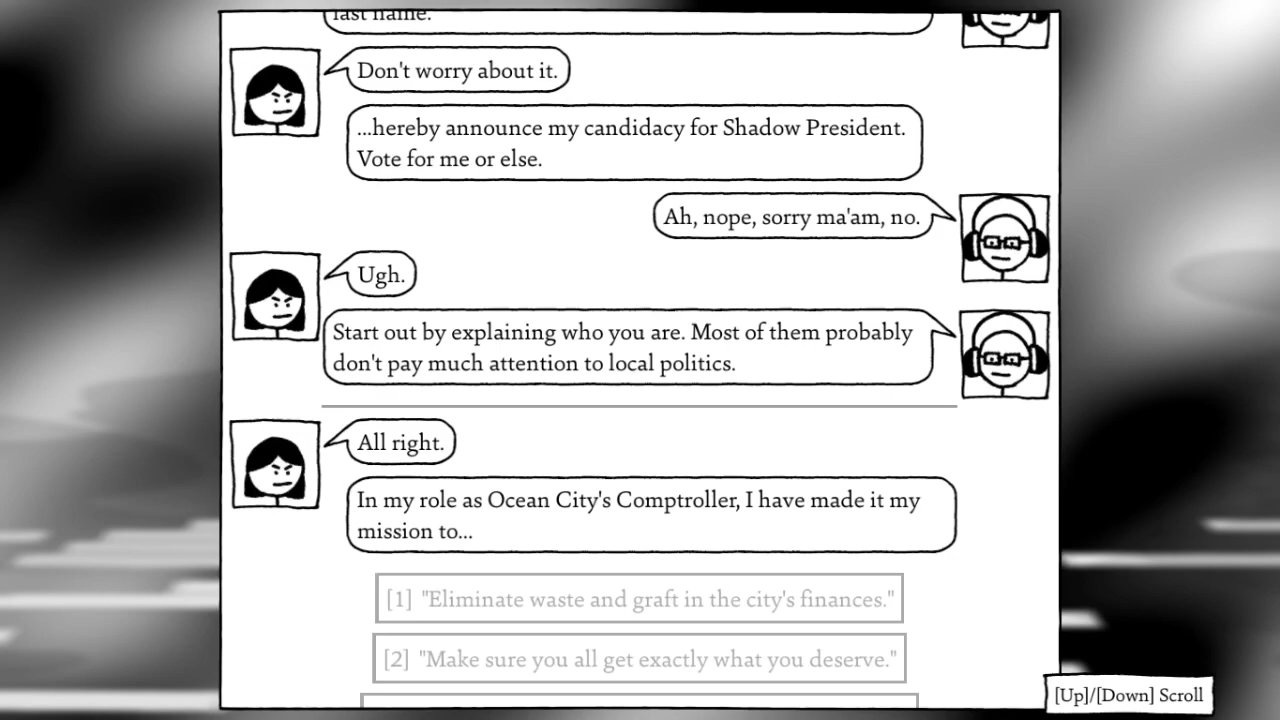 last name.
Don't worry about it.
...hereby announce my candidacy for Shadow President.
Vote for me or else.
Ah, nope, sorry ma'am, no.
Ugh.
Start out by explaining who you are. Most of them probably
don't pay much attention to local politics.
All right.
In my role as Ocean City's Comptroller, I have made it my
mission to...
[1] "Eliminate waste and graft in the city's finances."
[2] "Make sure you all get exactly what you deserve."
[Up]/[Down] Scroll